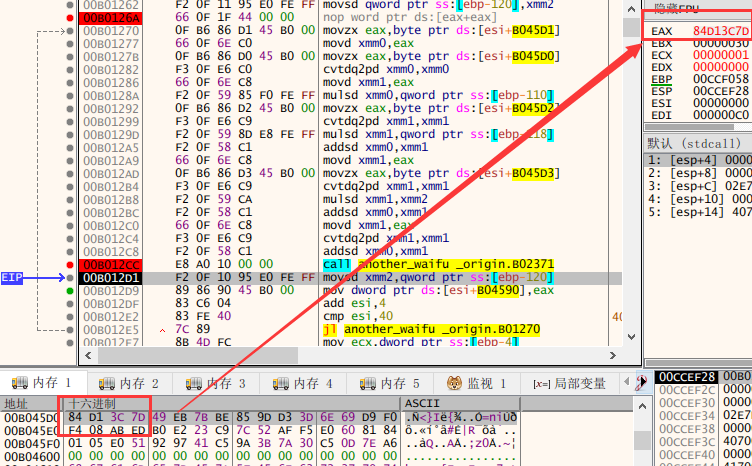 00B01262 F2 0F 11 95 E0 FE FF movsd qword ptr ss:[ebp-120],xmm2
00B0126A 66 0F 1F 44 00 00 nop word ptr ds:[eax+eax]
00B01270 0F B6 86 D1 45 B0 00 movzx eax,byte ptr ds:[esi+B045D1]
00B01277 66 0F 6E C0 movd xmm0,eax
00B0127B 0F B6 86 D0 45 B0 00 movzx eax,byte ptr ds:[esi+B045D0]
00B01282 F3 0F E6 C0 cvtdq2pd xmm0,xmm0
00B01286 66 0F 6E C8 movd xmm1,eax
00B0128A F2 0F 59 85 F0 FE FF mulsd xmm0,qword ptr ss:[ebp-110]
00B01292 0F B6 86 D2 45 B0 00 movzx eax,byte ptr ds:[esi+B045D2]
00B01299 F3 0F E6 C9 cvtdq2pd xmm1,xmm1
00B0129D F2 0F 59 8D E8 FE FF mulsd xmm1,qword ptr ss:[ebp-118]
00B012A5 F2 0F 58 C1 addsd xmm0,xmm1
00B012A9 66 0F 6E C8 movd xmm1,eax
00B012AD 0F B6 86 D3 45 B0 00 movzx eax,byte ptr ds:[esi+B045D3]
00B012B4 F3 0F E6 C9 cvtdq2pd xmm1,xmm1
00B012B8 F2 0F 59 CA mulsd xmm1,xmm2
00B012BC F2 0F 58 C1 addsd xmm0,xmm1
00B012C0 66 0F 6E C8 movd xmm1,eax
00B012C4 F3 0F E6 C9 cvtdq2pd xmm1,xmm1
00B012C8 F2 0F 58 C1 addsd xmm0,xmm1
00B012CC E8 A0 10 00 00 call another_waifu _origin.B02371
EIP 00B012D1 F2 0F 10 95 E0 FE FF movsd xmm2,qword ptr ss:[ebp-120]
00B012D9 89 86 90 45 B0 00 mov dword ptr ds:[esi+B04590],eax
00B012DF 83 C6 04 add esi,4
00B012E2 83 FE 40 cmp esi,40
00B012E5 7C 89 jl another_waifu _origin.B01270
00B012E7 8B 4D FC mov ecx,dword ptr ss:[ebp-4]
隐藏FPU
EAX 84D13C7D
EBX 00000030
ECX 00000001
EDX 00000000
EBP 00CCF058
ESP 00CCEF28
ESI 00000000
EDI 000000C0
默认 (stdcall)
1: [esp+4] 0000
2: [esp+8] 0000
3: [esp+C] 02E7
4: [esp+10] 0000
5: [esp+14] 407
内存 1 内存 2 内存 3 内存 4 内存 5 监视 1 [x=] 局部变量
地址 十六进制 ASCII
00B045D0 84 D1 3C 7D 49 EB 7B BE 85 9D D3 3D 6E 69 D9 F0
00B045E0 F4 08 AB ED B0 E2 23 C9 7C 52 AF F5 E0 60 81 84
00B045F0 01 05 E0 51 92 97 41 C5 9A 3B 7A 30 C5 0D 7E A6
00B04600 00 00 00 00 00 00 00 00 00 00 00 00 00 00 00 00
00CCEF28 0000
00CCEF2C 0000
00CCEF30 0000
00CCEF34 02E7
00CCEF38 0000
00CCEF3C 4070
00CCEF40 0000